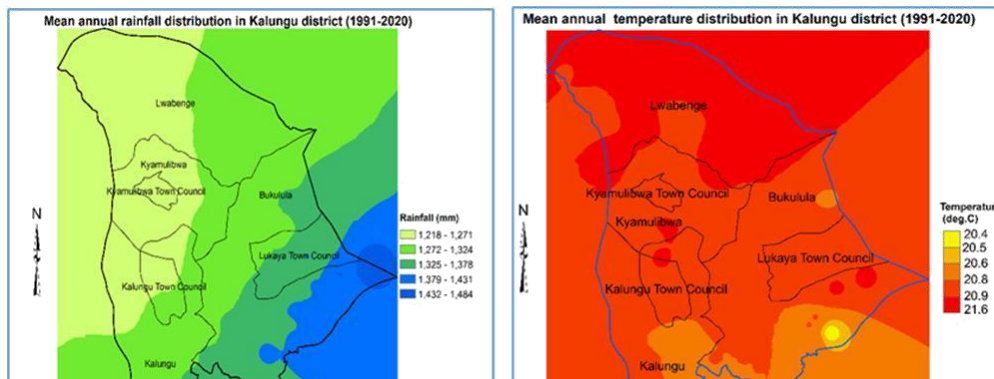 Mean annual rainfall distribution in Kalungu district (1991-2020)
Lwabenge
Kyamulibwa
Kyamulibwa Town Council
Bukulula
Lukaya Town Council
Kalungu Town
Council
Kalungu
N
Rainfall (mm)
1,218 - 1,271
1,272 - 1,324
1,325 - 1,378
1,379 - 1,431
1,432 - 1,484
Mean annual temperature distribution in Kalungu district (1991-2020)
Lwabenge
Kyamulibwa Town Council
Bukulula
Kyamulibwa
Lukaya Town Council
Kalungu Town Council
Kalungu
N
Temperatur
(deg.C)
20.4
20.5
20.6
20.8
20.9
21.6